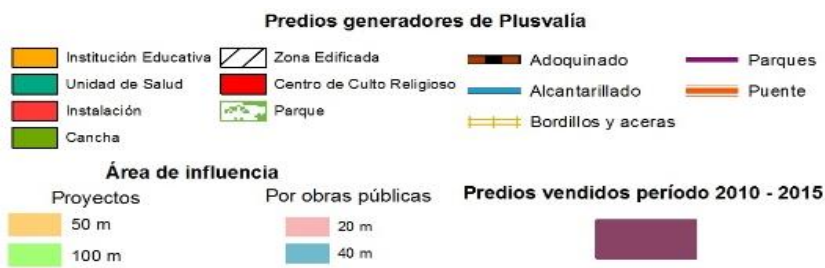 Predios generadores de Plusvalía
Institución Educativa
Zona Edificada
Adoquinado
Parques
Unidad de Salud
Centro de Culto Religioso
Alcantarillado
Puente
Instalación
Parque
Bordillos y aceras
Cancha
Área de influencia
Proyectos
Por obras públicas
Predios vendidos período 2010 - 2015
50 m
20 m
100 m
40 m